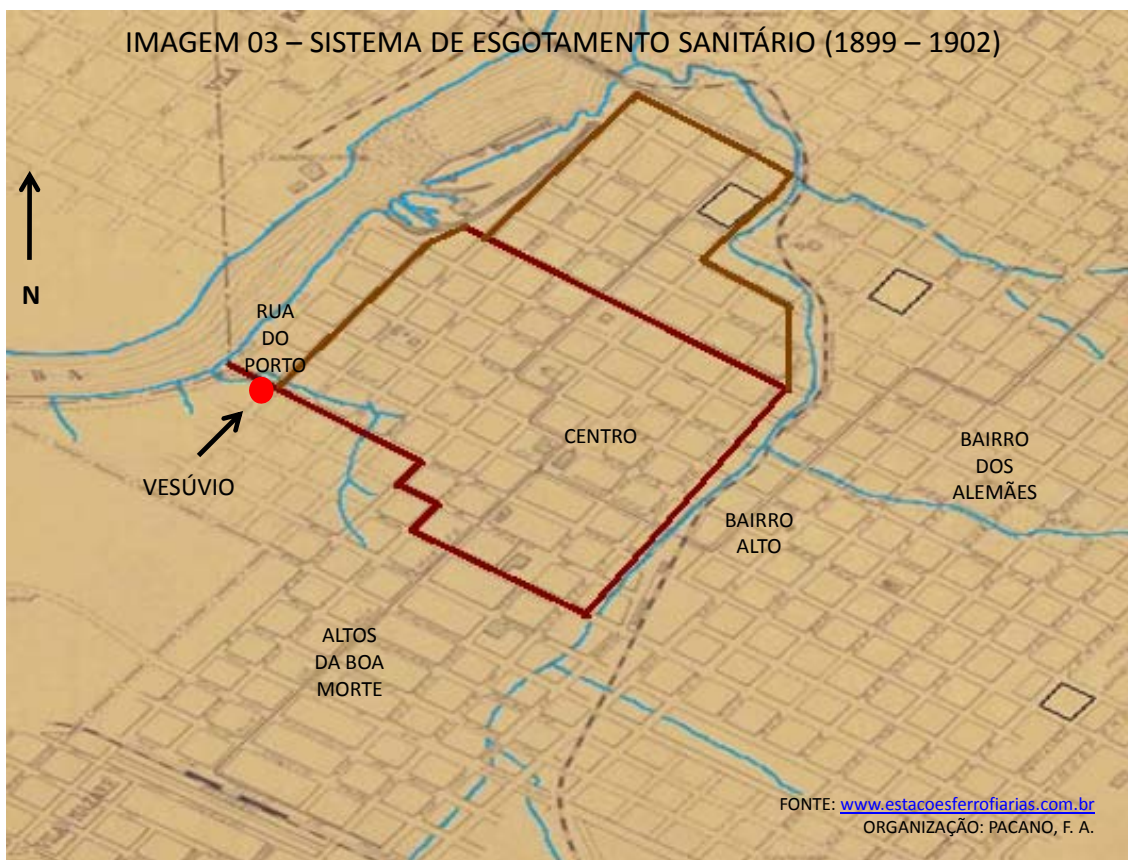 IMAGEM 03 – SISTEMA DE ESGOTAMENTO SANITÁRIO (1899 – 1902)
N
RUA
DO
PORTO
VESÚVIO
CENTRO
BAIRRO
DOS
ALEMÃES
BAIRRO
ALTO
ALTOS
DA BOA
MORTE
FONTE: www.estacoesferrofiarias.com.br
ORGANIZAÇÃO: PACANO, F. A.